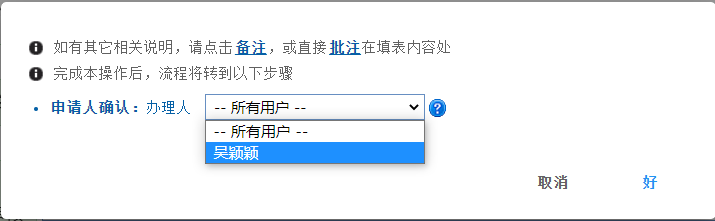 如有其它相关说明，请点击备注，或直接批注在填表内容处
完成本操作后，流程将转到以下步骤
• 申请人确认：办理人 -- 所有用户 --
-- 所有用户 --
吴颖颖
取消 好